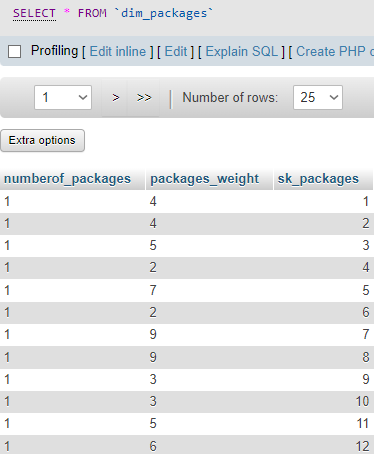 SELECT * FROM `dim_packages`
Profiling [ Edit inline ] [ Edit ] [ Explain SQL ] [ Create PHP
1 > >> | Number of rows: 25
Extra options
numberof_packages packages_weight sk_packages
1 4 1
1 4 2
1 5 3
1 2 4
1 7 5
1 2 6
1 9 7
1 9 8
1 3 9
1 3 10
1 5 11
1 6 12